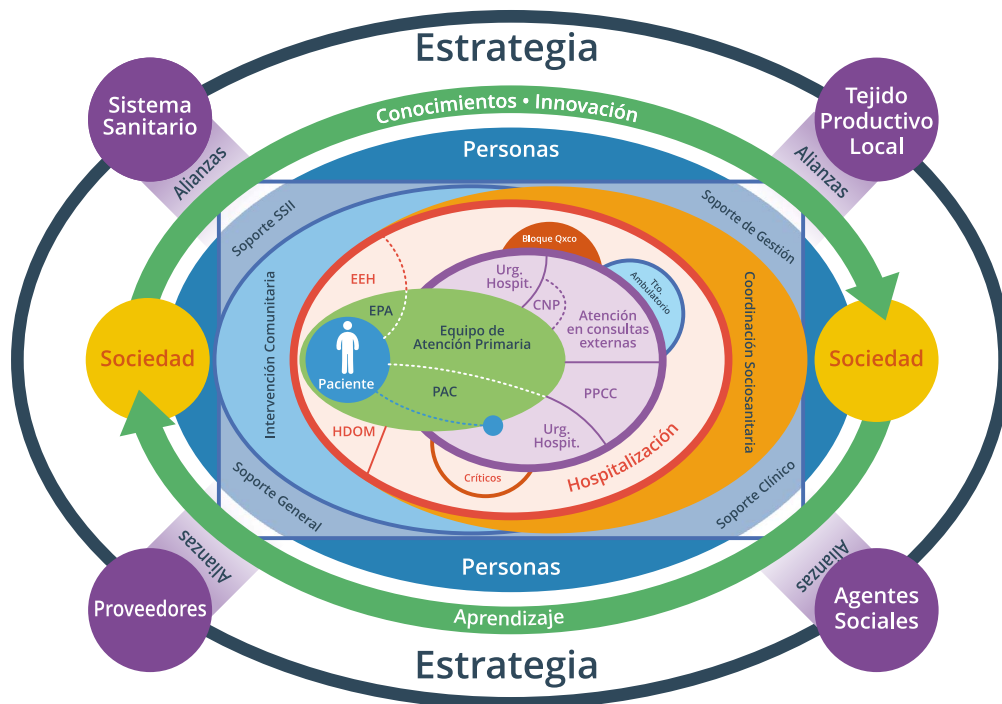 Estrategia
Sistema
Sanitario
Tejido
Productivo
Local
Conocimientos • Innovación
Alianzas
Alianzas
Personas
Soporte SSII
Soporte de Gestión
Bloque Qxco
Tto.
Ambulatorio
Urg.
Hospit.
EEH
CNP
EPA
Atención
en consultas
externas
Equipo de
Atención Primaria
Intervención Comunitaria
Coordinación Sociosanitaria
Sociedad
Paciente
Sociedad
PAC
PPCC
HDOM
Urg.
Hospit.
Críticos
Hospitalización
Soporte General
Soporte Clínico
Personas
Alianzas
Alianzas
Proveedores
Agentes
Sociales
Aprendizaje
Estrategia